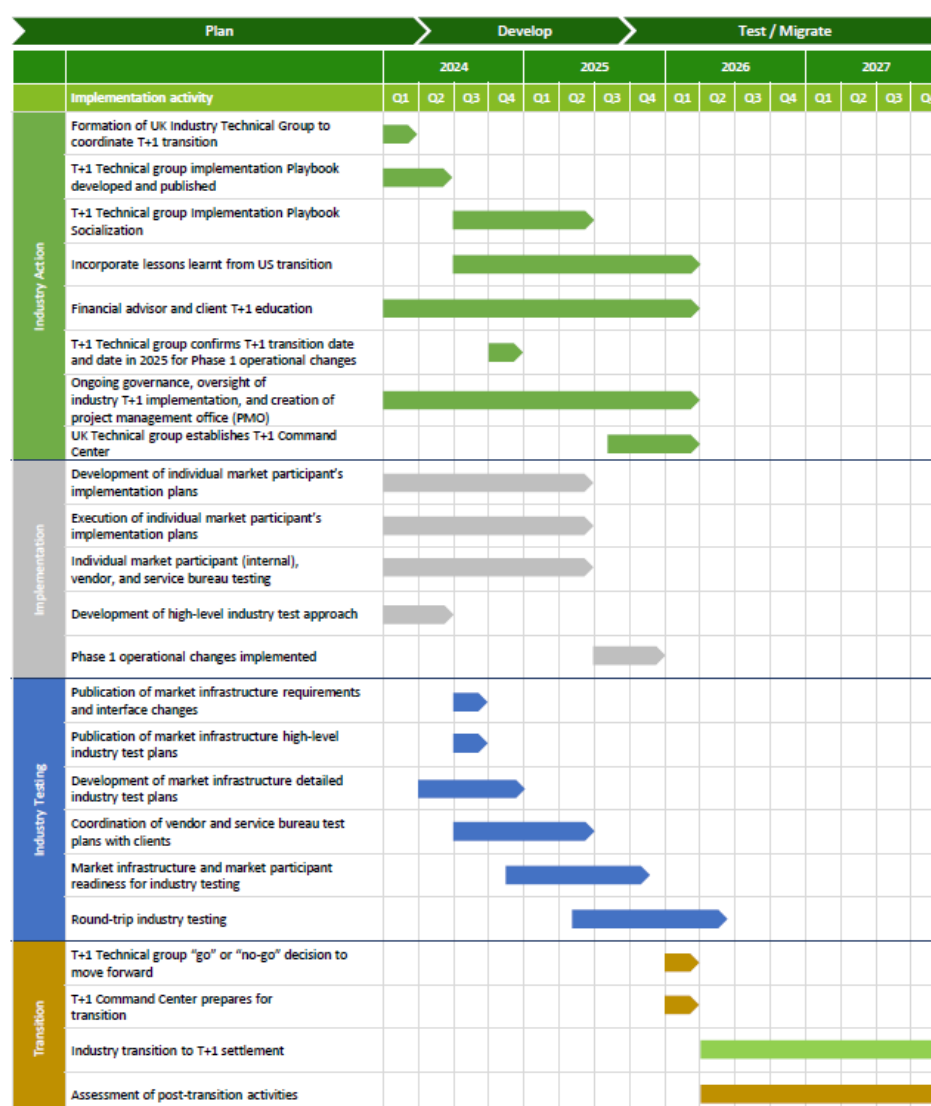 Plan
Develop
Test / Migrate
2024
2025
2026
2027
Implementation activity
Q1 Q2 Q3 Q4 Q1 Q2 Q3 Q4 Q1 Q2 Q3 Q4 Q1 Q2 Q3
Industry Action
Formation of UK Industry Technical Group to
coordinate T+1 transition
T+1 Technical group implementation Playbook
developed and published
T+1 Technical group Implementation Playbook
Socialization
Incorporate lessons learnt from US transition
Financial advisor and client T+1 education
T+1 Technical group confirms T+1 transition date
and date in 2025 for Phase 1 operational changes
Ongoing governance, oversight of
industry T+1 implementation, and creation of
project management office (PMO)
UK Technical group establishes T+1 Command
Center
Implementation
Development of individual market participant's
implementation plans
Execution of individual market participant's
implementation plans
Individual market participant (internal),
vendor, and service bureau testing
Development of high-level industry test approach
Phase 1 operational changes implemented
Industry Testing
Publication of market infrastructure requirements
and interface changes
Publication of market infrastructure high-level
industry test plans
Development of market infrastructure detailed
industry test plans
Coordination of vendor and service bureau test
plans with clients
Market infrastructure and market participant
readiness for industry testing
Round-trip industry testing
Transition
T+1 Technical group “go” or “no-go” decision to
move forward
T+1 Command Center prepares for
transition
Industry transition to T+1 settlement
Assessment of post-transition activities